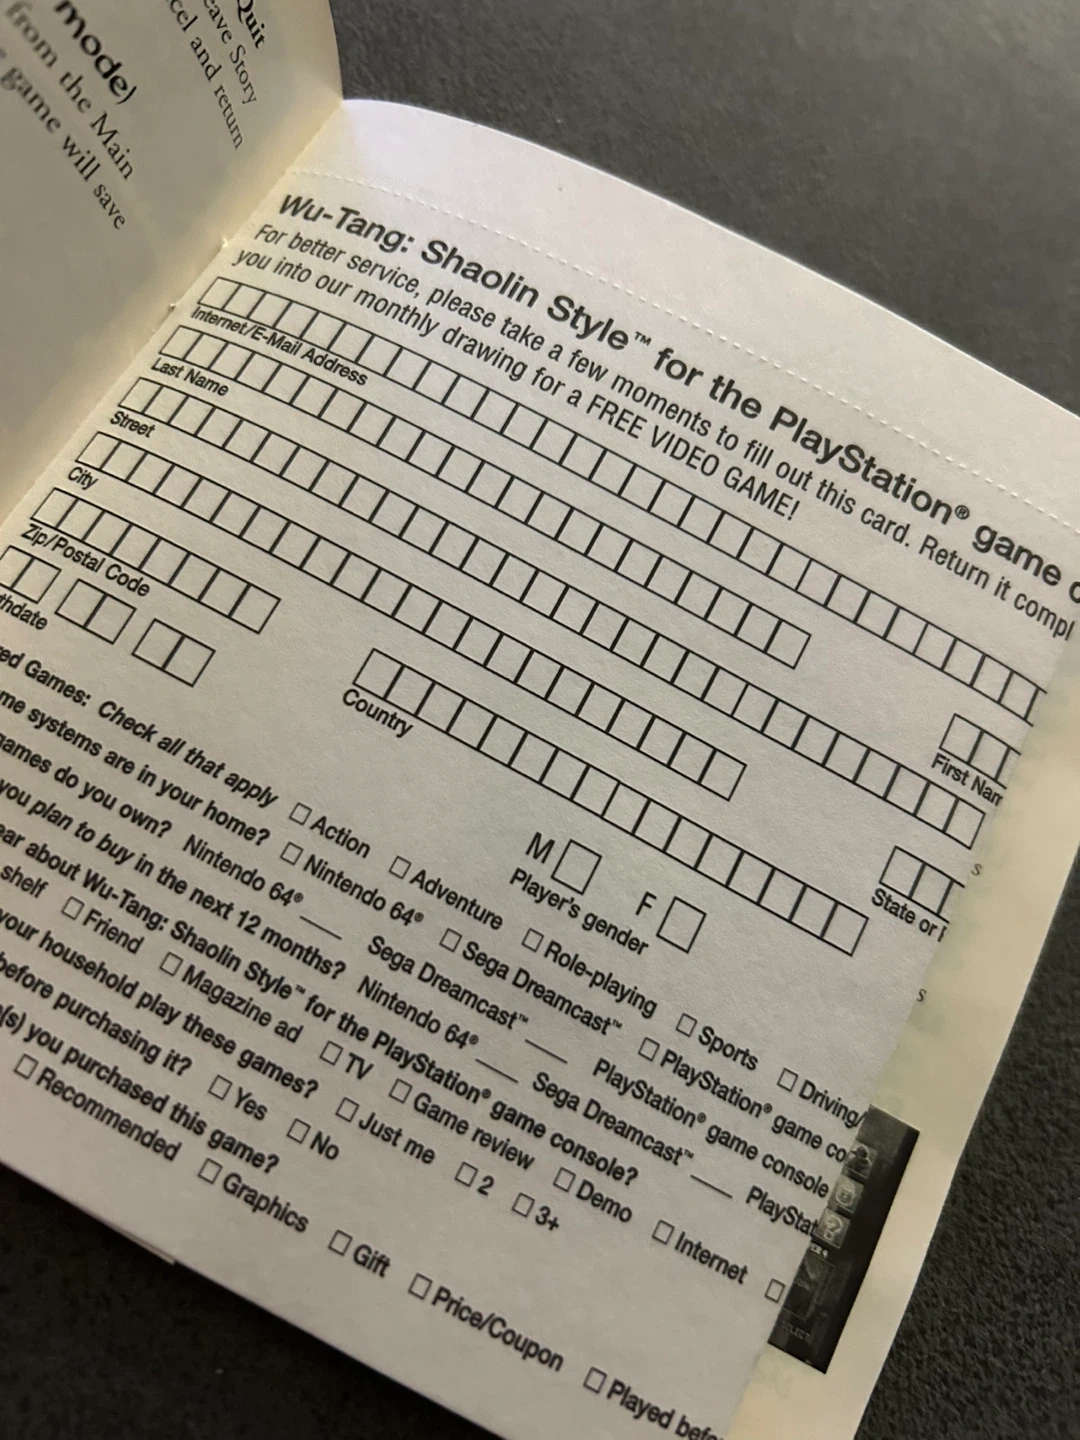 Quit
eave Story
cel and return
mode)
from the Main
game will save
Wu-Tang: Shaolin Style™ for the PlayStation® game c
For better service, please take a few moments to fill out this card. Return it compl
you into our monthly drawing for a FREE VIDEO GAME!
Internet/E-Mail Address
Last Name
First Nam
Street
City
State or
Zip/Postal Code
Country
thdate
M F
Player's gender
red Games: Check all that apply □ Action □ Adventure □ Role-playing □ Sports □ Driving/
me systems are in your home? □ Nintendo 64® □ Sega Dreamcast™ □ PlayStation® game co
games do you own? Nintendo 64® ____ Sega Dreamcast™ ____ PlayStation® game console
you plan to buy in the next 12 months? Nintendo 64® ____ Sega Dreamcast™ ____ PlayStat
ear about Wu-Tang: Shaolin Style™ for the PlayStation® game console?
shelf □ Friend □ Magazine ad □ TV □ Game review □ Demo □ Internet □
your household play these games? □ Just me □ 2 □ 3+
before purchasing it? □ Yes □ No
(s) you purchased this game?
□ Recommended □ Graphics □ Gift □ Price/Coupon □ Played befo